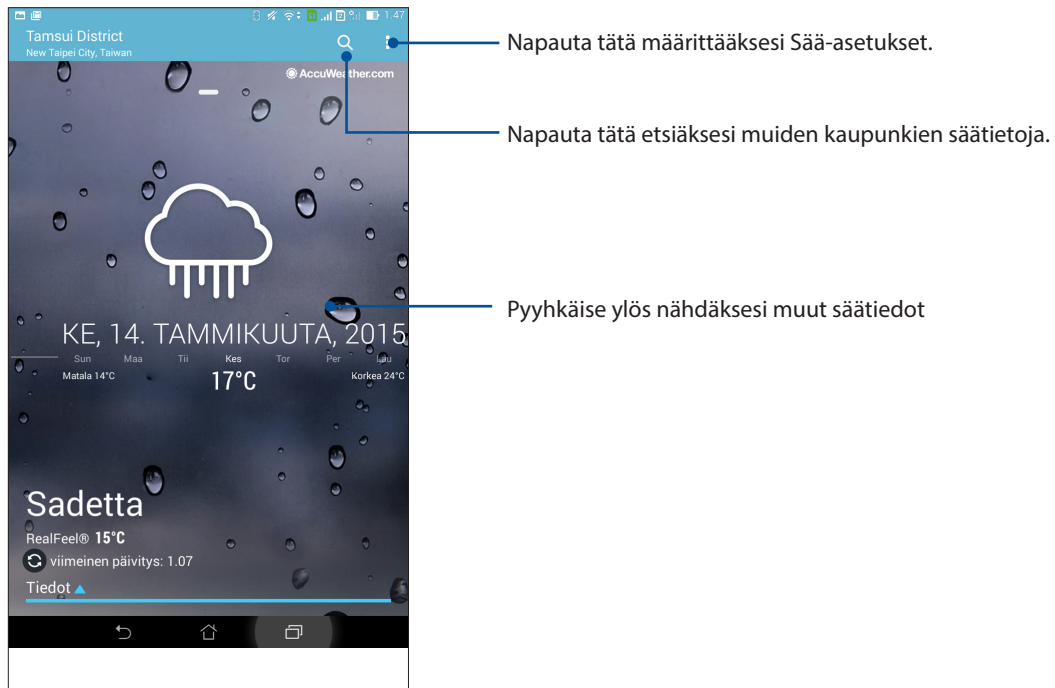 1.47
Tamsui District
New Taipei City, Taiwan
Napauta tätä määrittääksesi Sää-asetukset.
AccuWeather.com
Napauta tätä etsiäksesi muiden kaupunkien säätietoja.
Pyyhkäise ylös nähdäksesi muut säätiedot
KE, 14. TAMMIKUUTA, 2015
Sun Maa Tii Kes Tor Per Lau
Matala 14°C 17°C Korkea 24°C
Sadetta
RealFeel® 15°C
viimeinen päivitys: 1.07
Tiedot